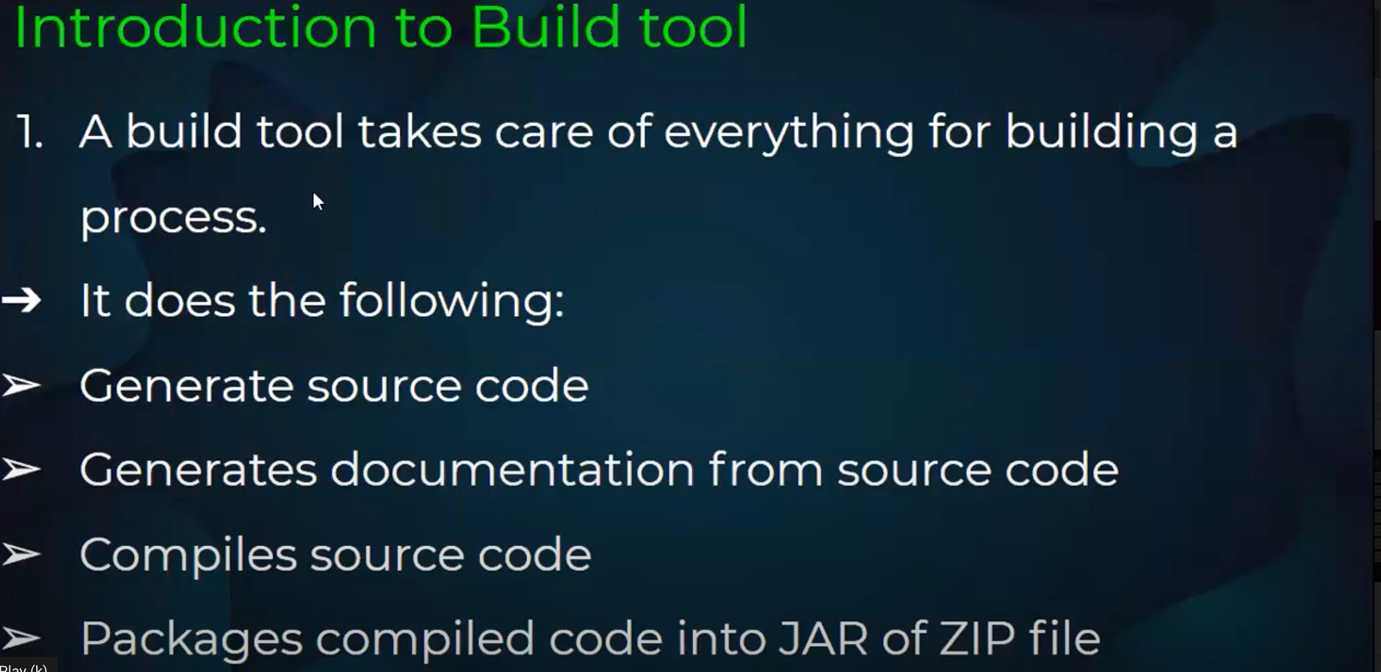 Introduction to Build tool
1. A build tool takes care of everything for building a
process.
➔ It does the following:
➢ Generate source code
➢ Generates documentation from source code
➢ Compiles source code
➢ Packages compiled code into JAR of ZIP file
Play (k)